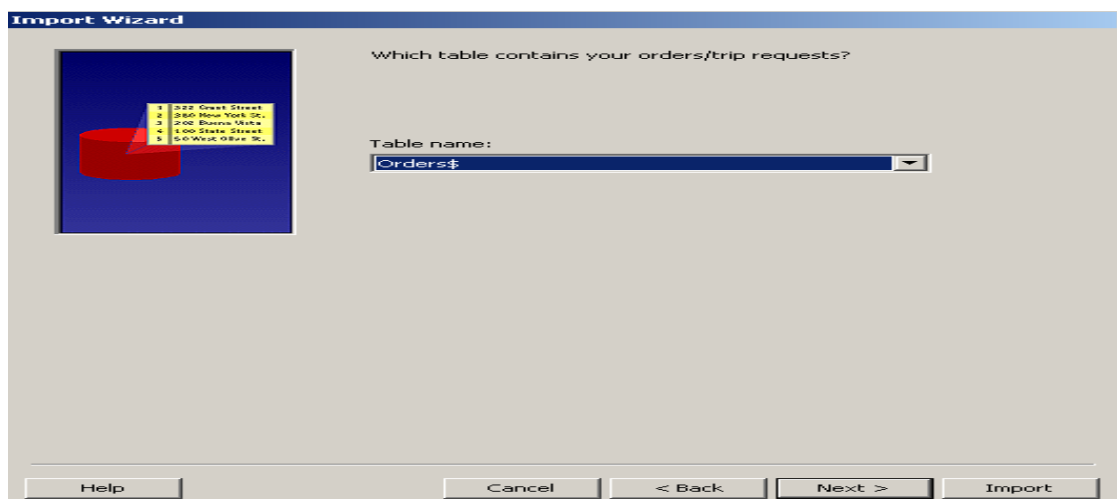 Import Wizard
Which table contains your orders/trip requests?
1 322 Grant Street
2 380 New York St.
3 202 Buena Vista
4 100 State Street
5 50 West Olive St.
Table name:
Orders$
Help
Cancel
< Back
Next >
Import